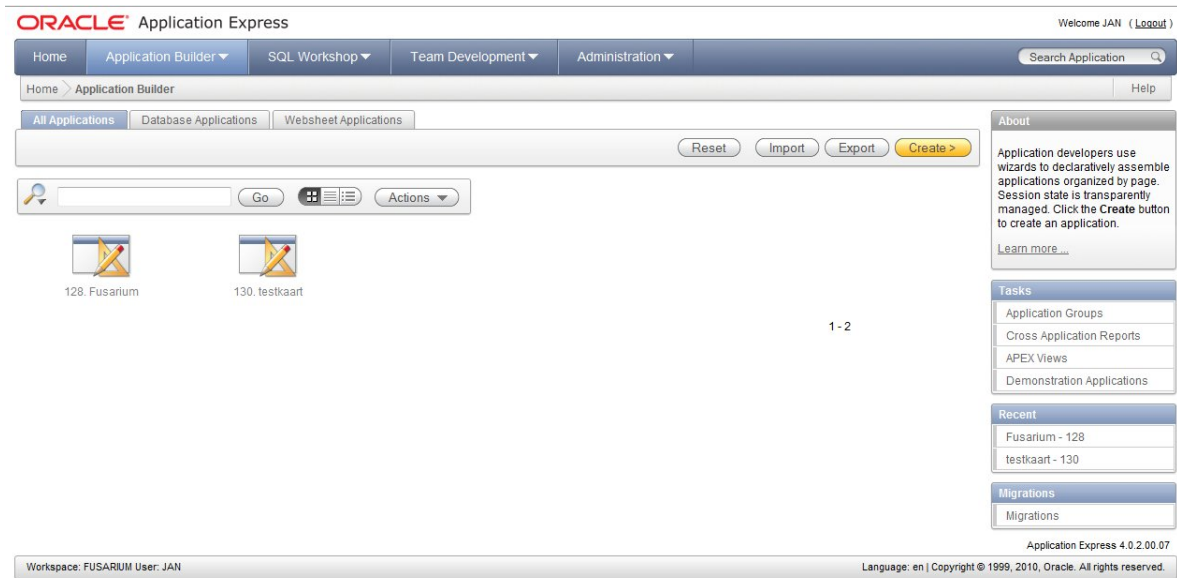 ORACLE Application Express
Welcome JAN ( Logout )
Home
Application Builder
SQL Workshop
Team Development
Administration
Search Application
Home
Application Builder
Help
All Applications
Database Applications
Websheet Applications
Reset
Import
Export
Create >
Go
Actions
128. Fusarium
130. testkaart
1 - 2
About
Application developers use
wizards to declaratively assemble
applications organized by page.
Session state is transparently
managed. Click the Create button
to create an application.
Learn more ...
Tasks
Application Groups
Cross Application Reports
APEX Views
Demonstration Applications
Recent
Fusarium - 128
testkaart - 130
Migrations
Migrations
Application Express 4.0.2.00.07
Workspace: FUSARIUM User: JAN
Language: en | Copyright © 1999, 2010, Oracle. All rights reserved.